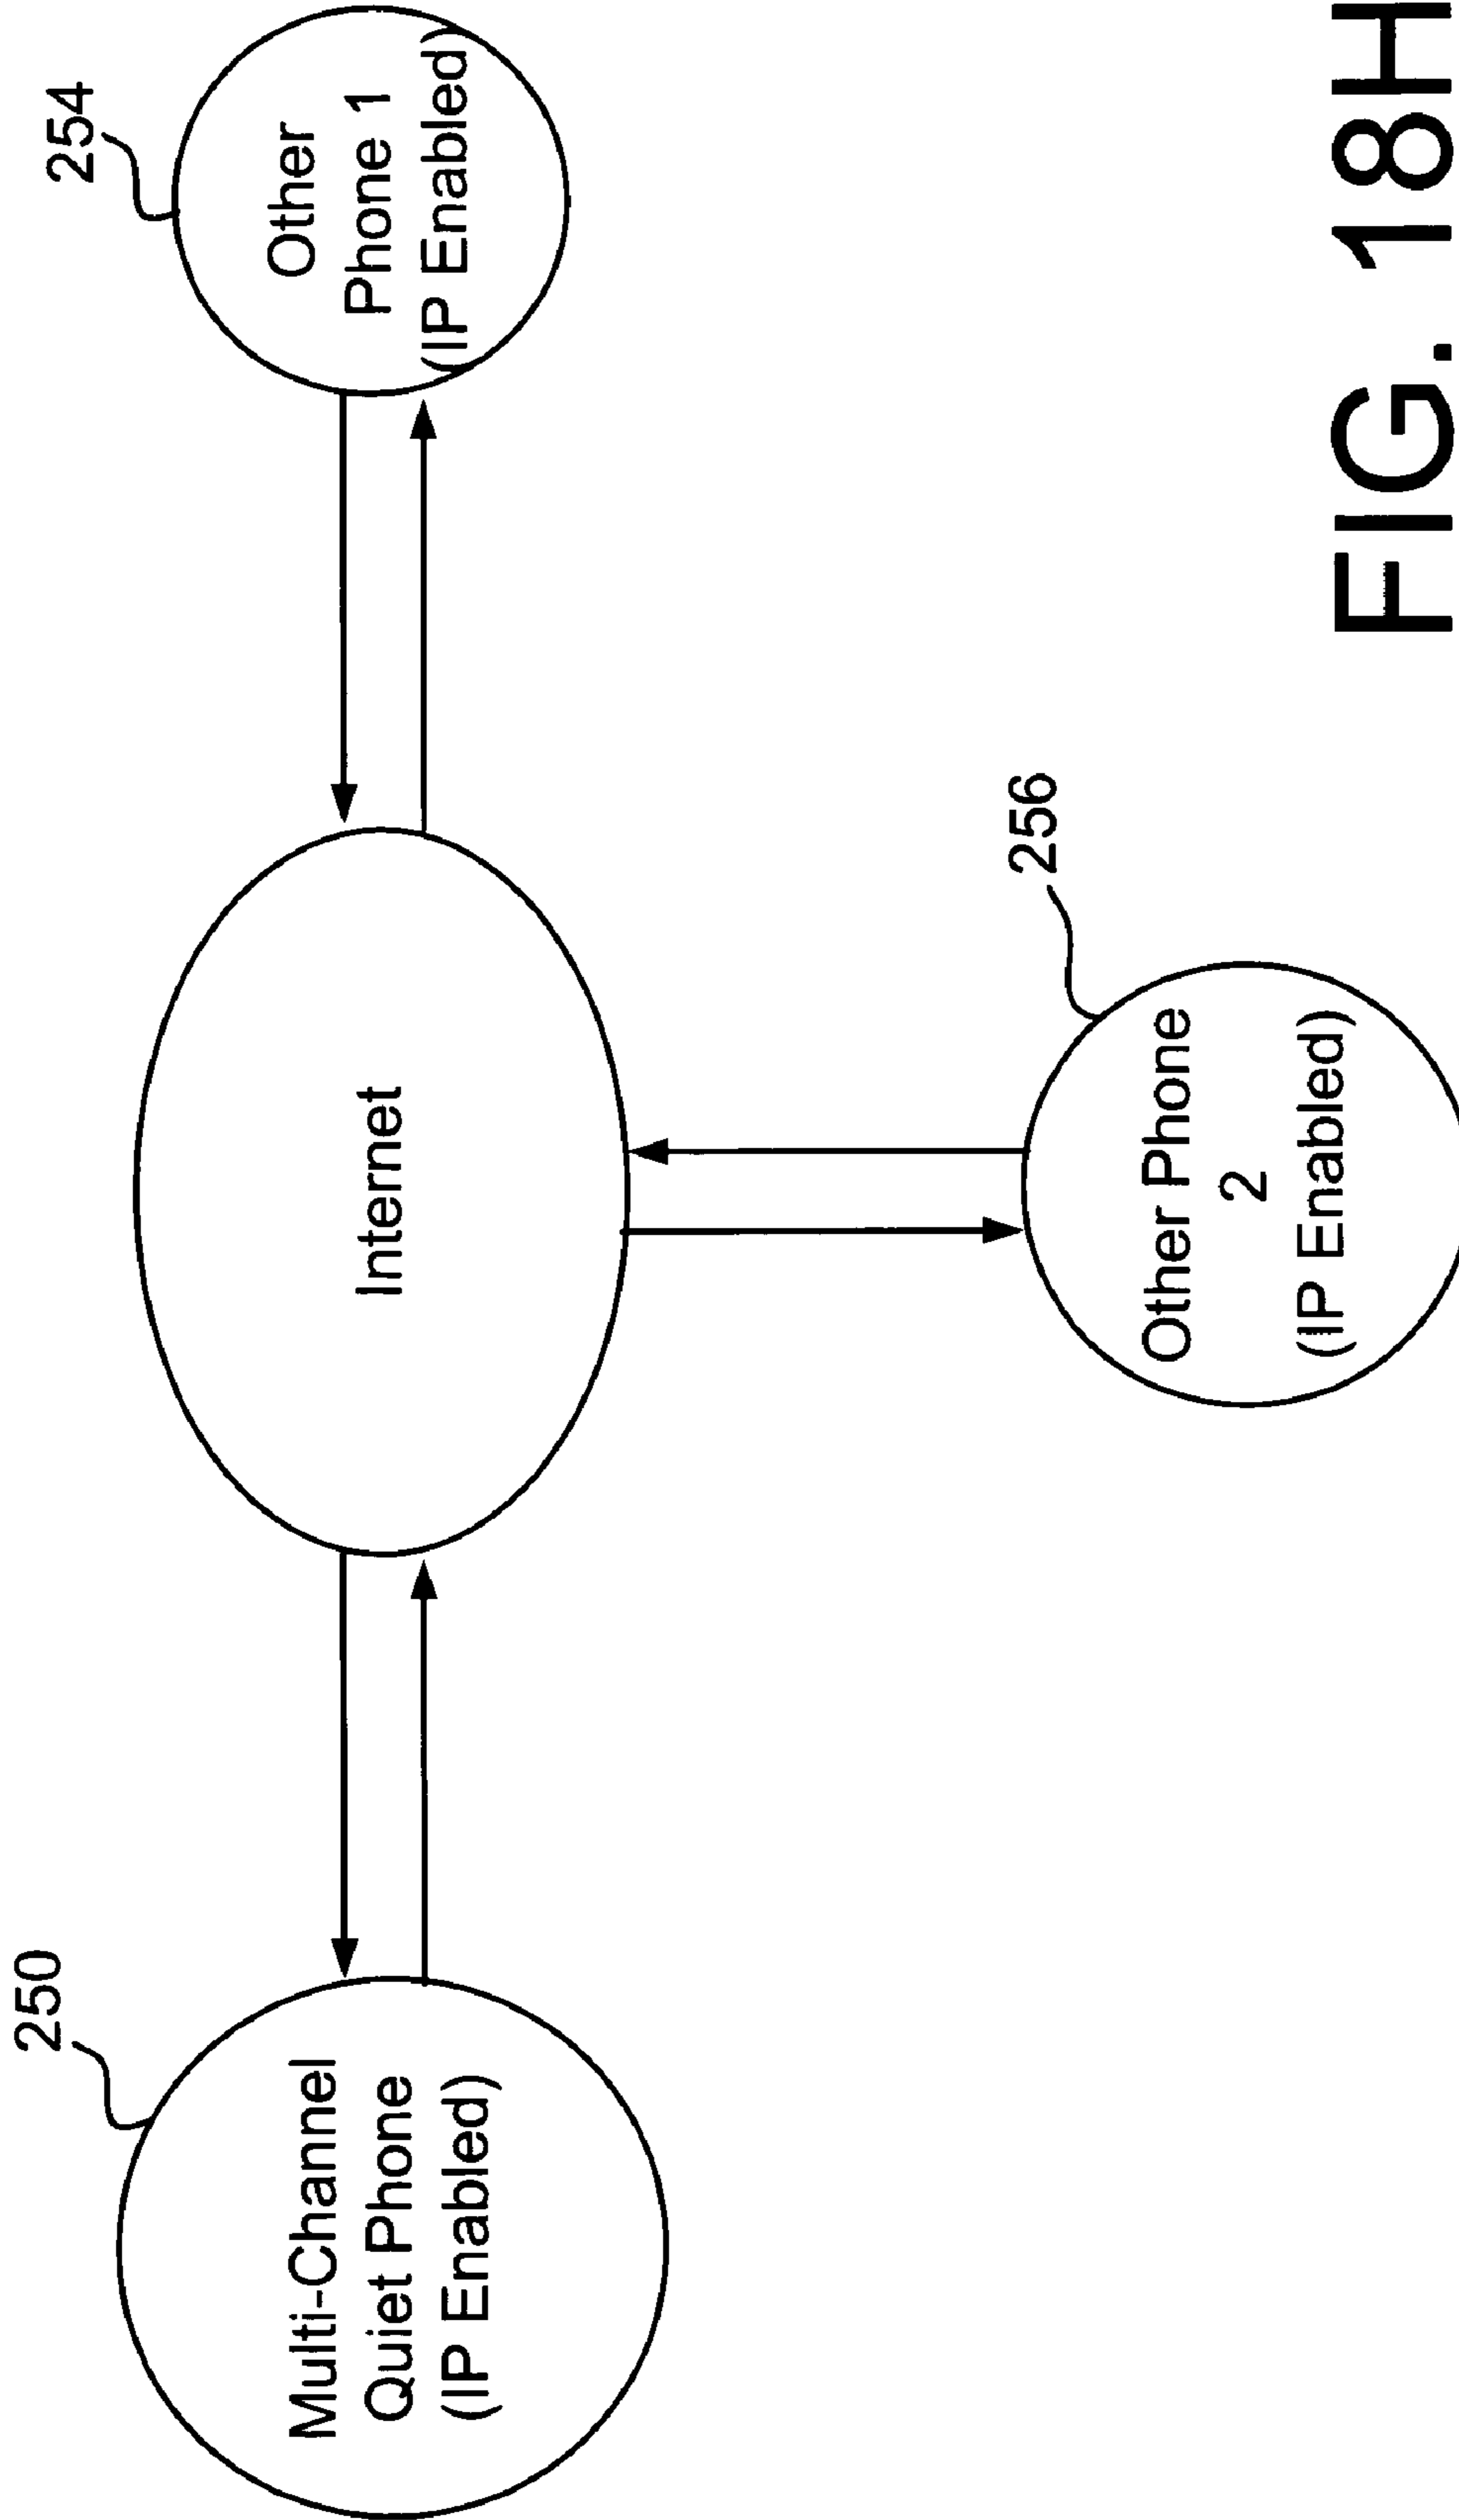 250
Multi-Channel
Quiet Phone
(IP Enabled)
Internet
254
Other
Phone 1
(IP Enabled)
256
Other Phone
2
(IP Enabled)
FIG. 18H